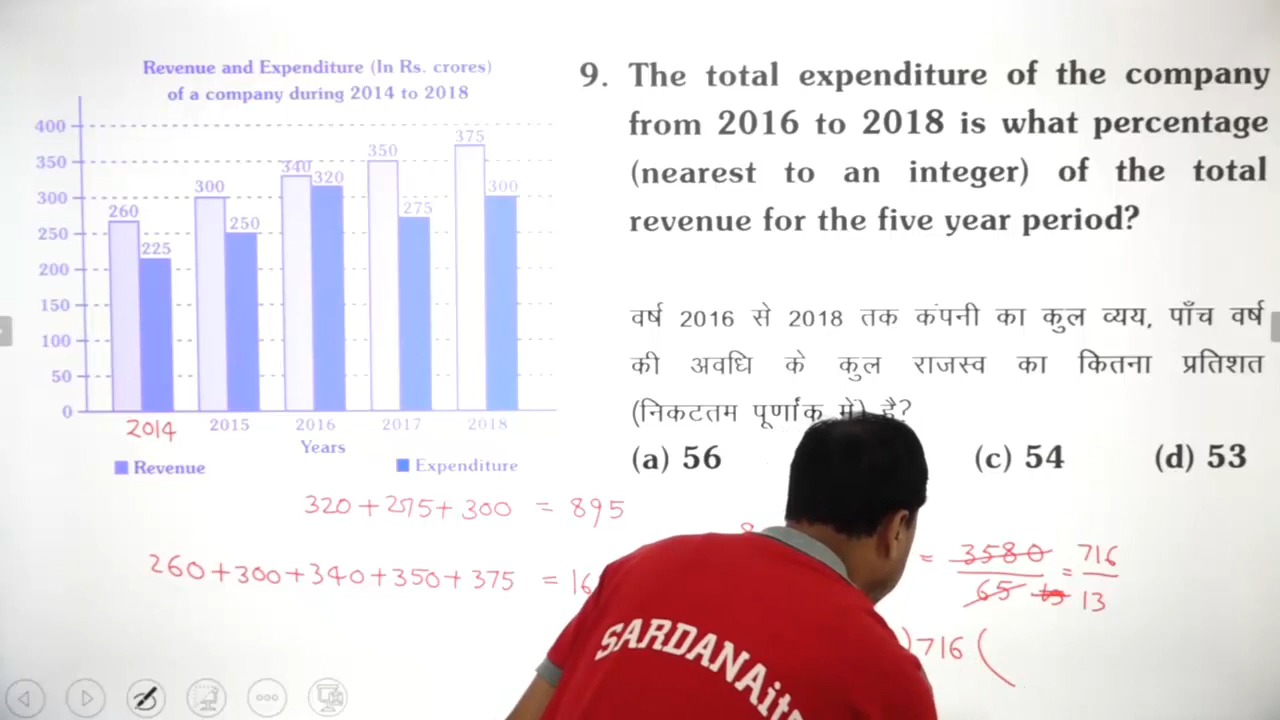 Revenue and Expenditure (In Rs. crores)
of a company during 2014 to 2018
400
350
300
250
200
150
100
50
0
260
225
300
250
340
320
350
275
375
300
2014
2015
2016
2017
2018
Years
Revenue
Expenditure
9. The total expenditure of the company
from 2016 to 2018 is what percentage
(nearest to an integer) of the total
revenue for the five year period?
वर्ष 2016 से 2018 तक कंपनी का कुल व्यय, पाँच वर्ष
की अवधि के कुल राजस्व का कितना प्रतिशत
(निकटतम पूर्णांक में) है?
(a) 56
(c) 54
(d) 53
320+275+300 = 895
260+300+340+350+375 = 16
= 3580 = 716
65 13
)716(
SARDANA